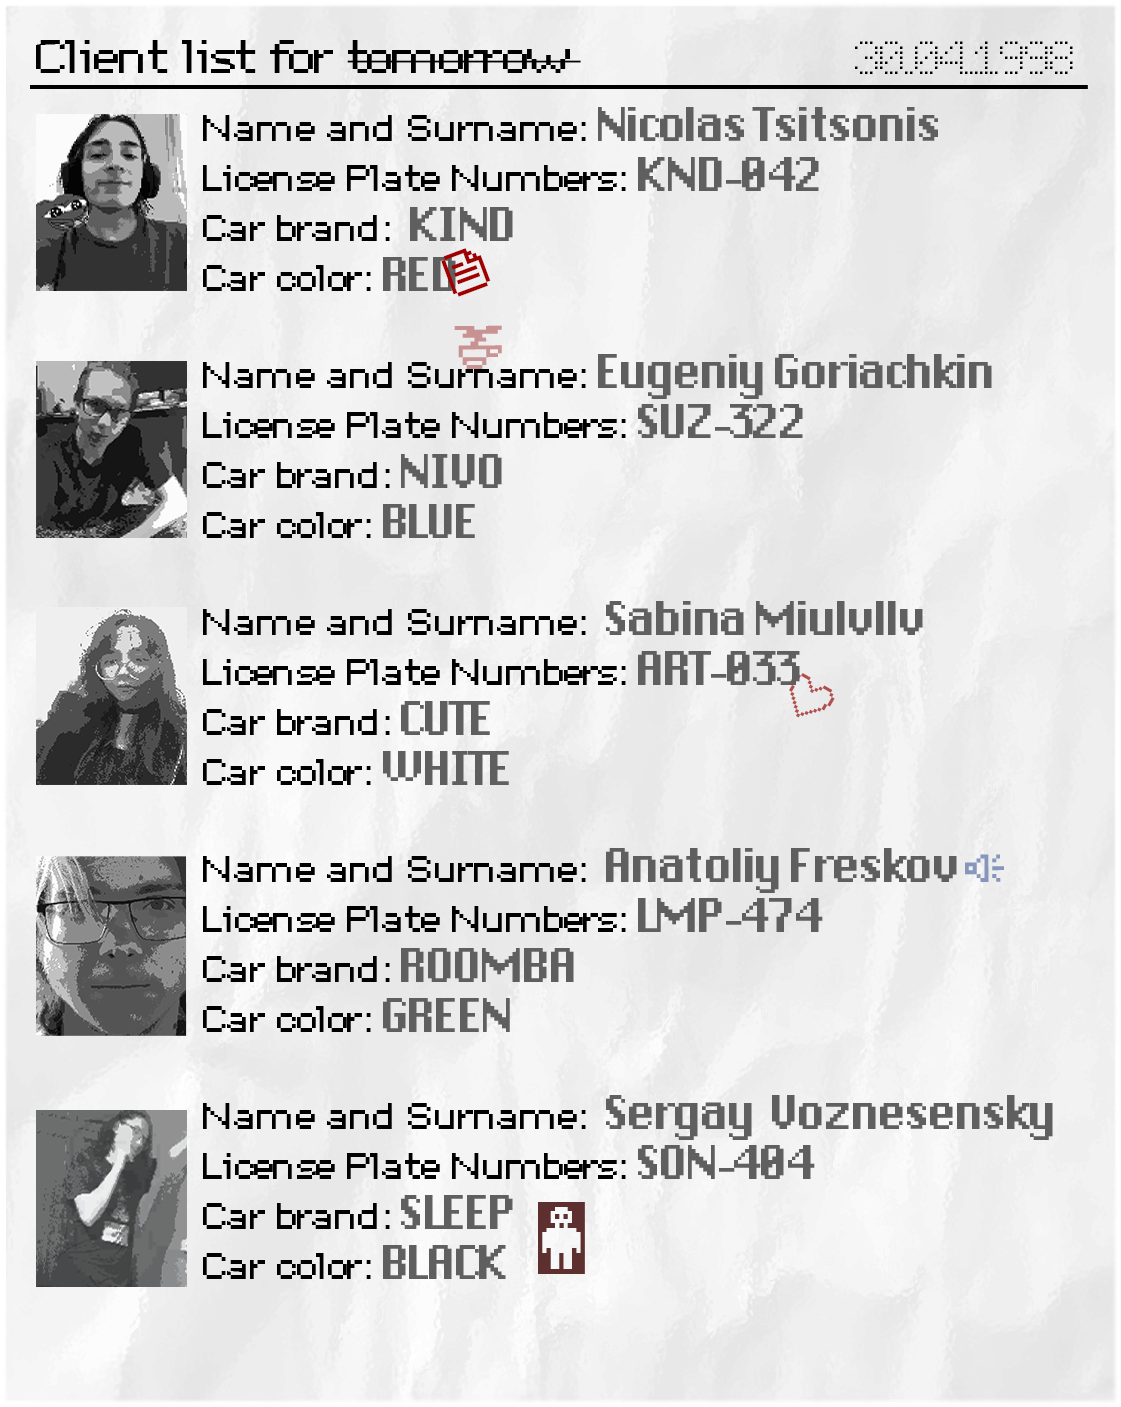 Client list for tomorrow 30.04.1998
Name and Surname: Nicolas Tsitsonis
License Plate Numbers: KND-042
Car brand: KIND
Car color: RED
Name and Surname: Eugeniy Goriachkin
License Plate Numbers: SUZ-322
Car brand: NIVO
Car color: BLUE
Name and Surname: Sabina Miulvllv
License Plate Numbers: ART-033
Car brand: CUTE
Car color: WHITE
Name and Surname: Anatoliy Freskov
License Plate Numbers: LMP-474
Car brand: ROOMBA
Car color: GREEN
Name and Surname: Sergay Voznesensky
License Plate Numbers: SON-404
Car brand: SLEEP
Car color: BLACK